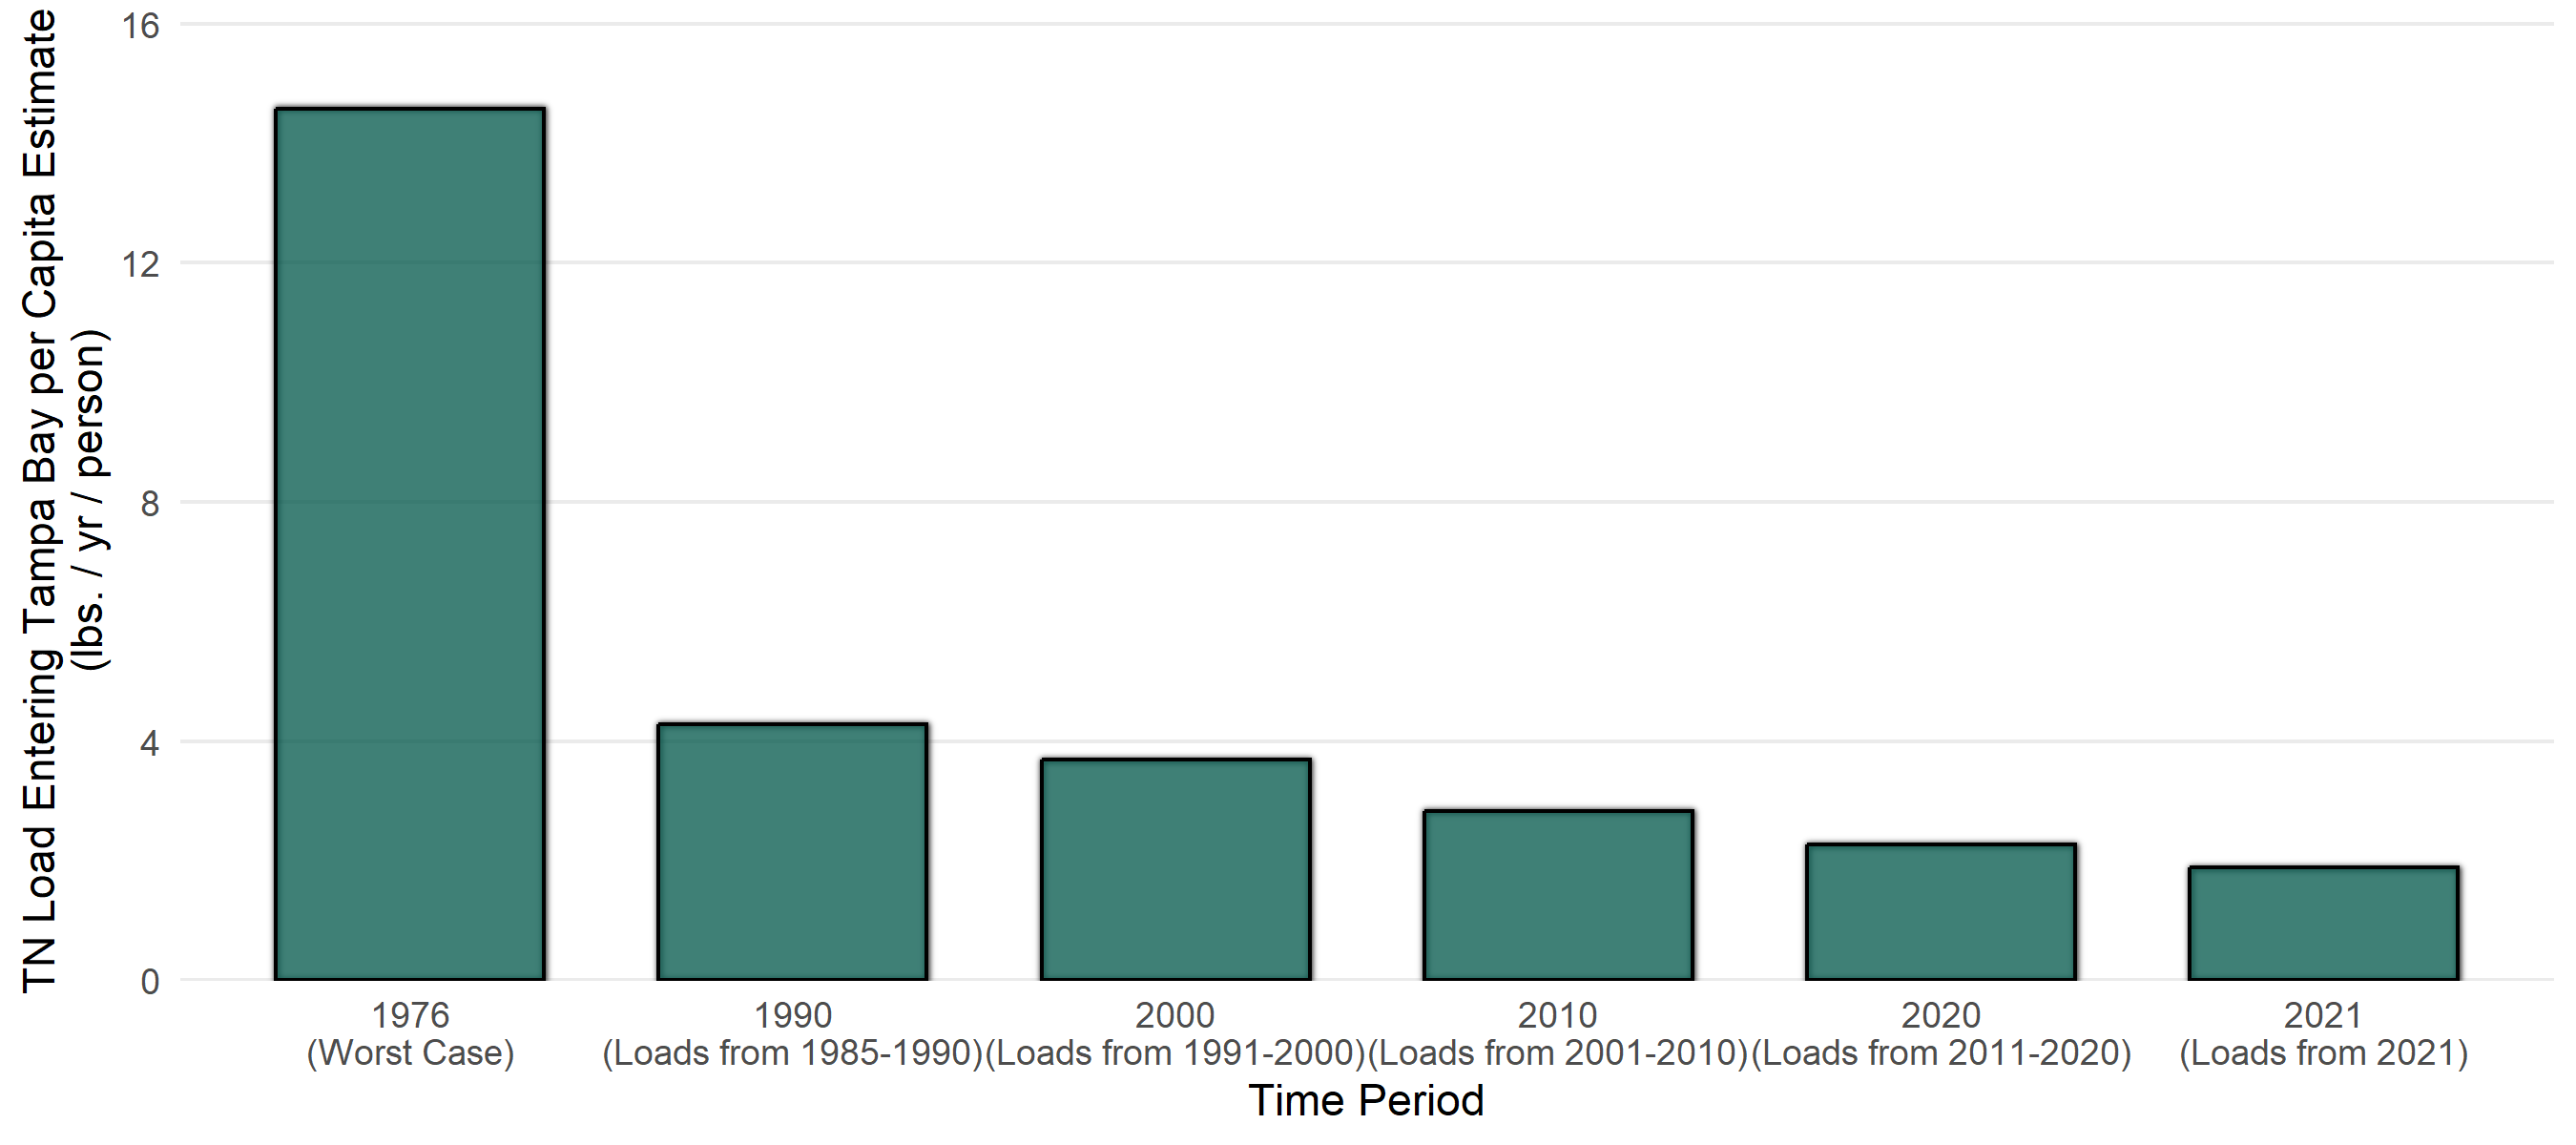 TN Load Entering Tampa Bay per Capita Estimate
(lbs. / yr / person)
16
12
8
4
0
1976
(Worst Case)
1990
(Loads from 1985-1990)
2000
(Loads from 1991-2000)
2010
(Loads from 2001-2010)
2020
(Loads from 2011-2020)
2021
(Loads from 2021)
Time Period